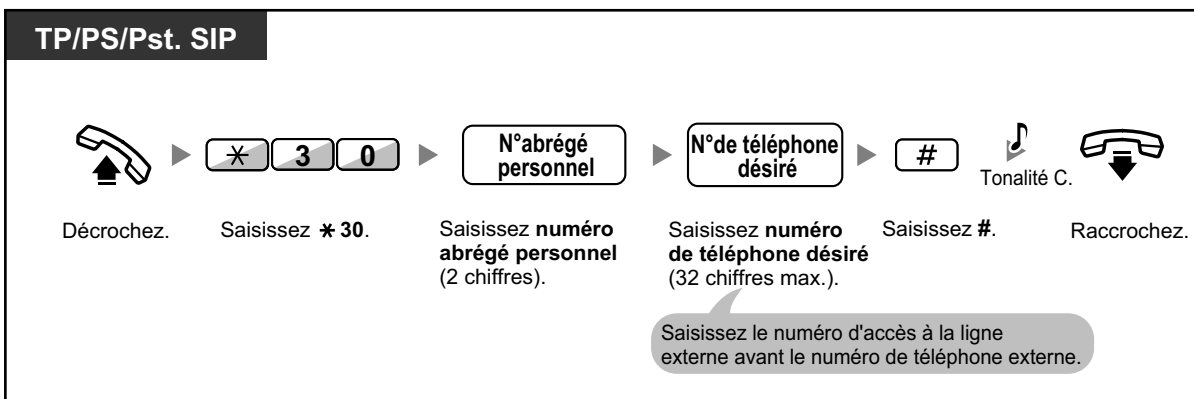 TP/PS/Pst. SIP
* 3 0
N°abrégé
personnel
N°de téléphone
désiré
#
Tonalité C.
Décrochez.
Saisissez * 30.
Saisissez numéro
abrégé personnel
(2 chiffres).
Saisissez numéro
de téléphone désiré
(32 chiffres max.).
Saisissez #.
Raccrochez.
Saisissez le numéro d'accès à la ligne
externe avant le numéro de téléphone externe.